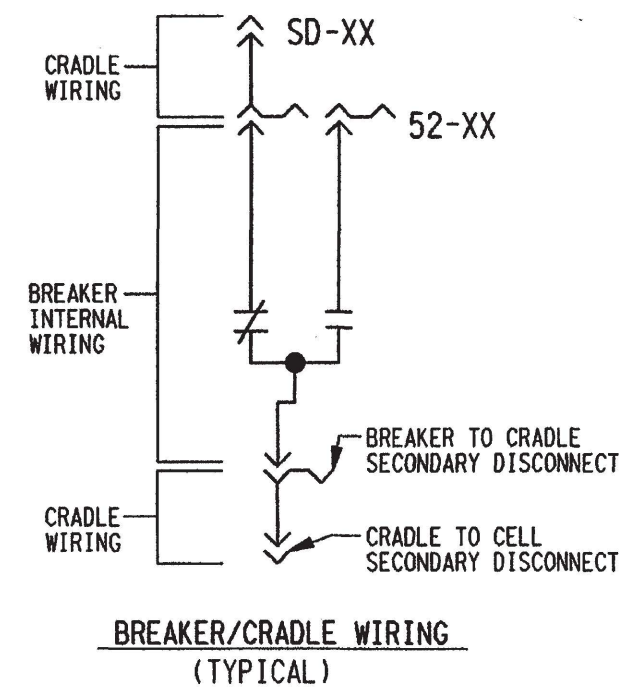 SD-XX
CRADLE
WIRING
52-XX
BREAKER
INTERNAL
WIRING
BREAKER TO CRADLE
SECONDARY DISCONNECT
CRADLE
WIRING
CRADLE TO CELL
SECONDARY DISCONNECT
BREAKER/CRADLE WIRING
(TYPICAL)